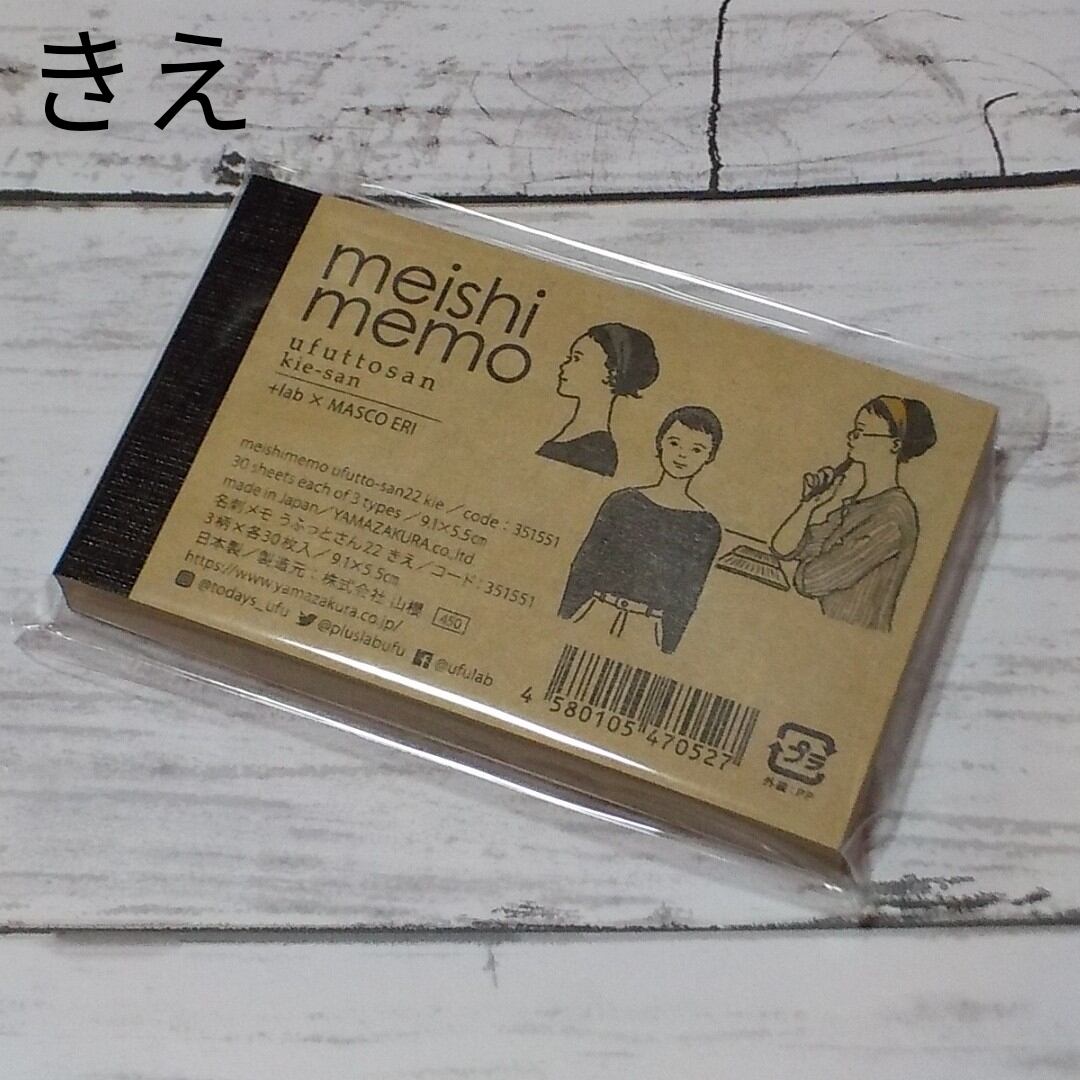 きえ
meishi
memo
ufuttosan
kie-san
+lab × MASCO ERI
meishimemo ufutto-san22 kie ／code : 351551
30 sheets each of 3 types ／9.1×5.5㎝
made in Japan／YAMAZAKURA.co.,ltd
名刺メモ うふっとさん22 きえ／コード : 351551
3柄×各30枚入／9.1×5.5㎝
日本製／製造元 : 株式会社 山櫻
https://www.yamazakura.co.jp/ 450
@todays_ufu @pluslabufu @ufulab
4 580105 470527
プラ
外装 : PP